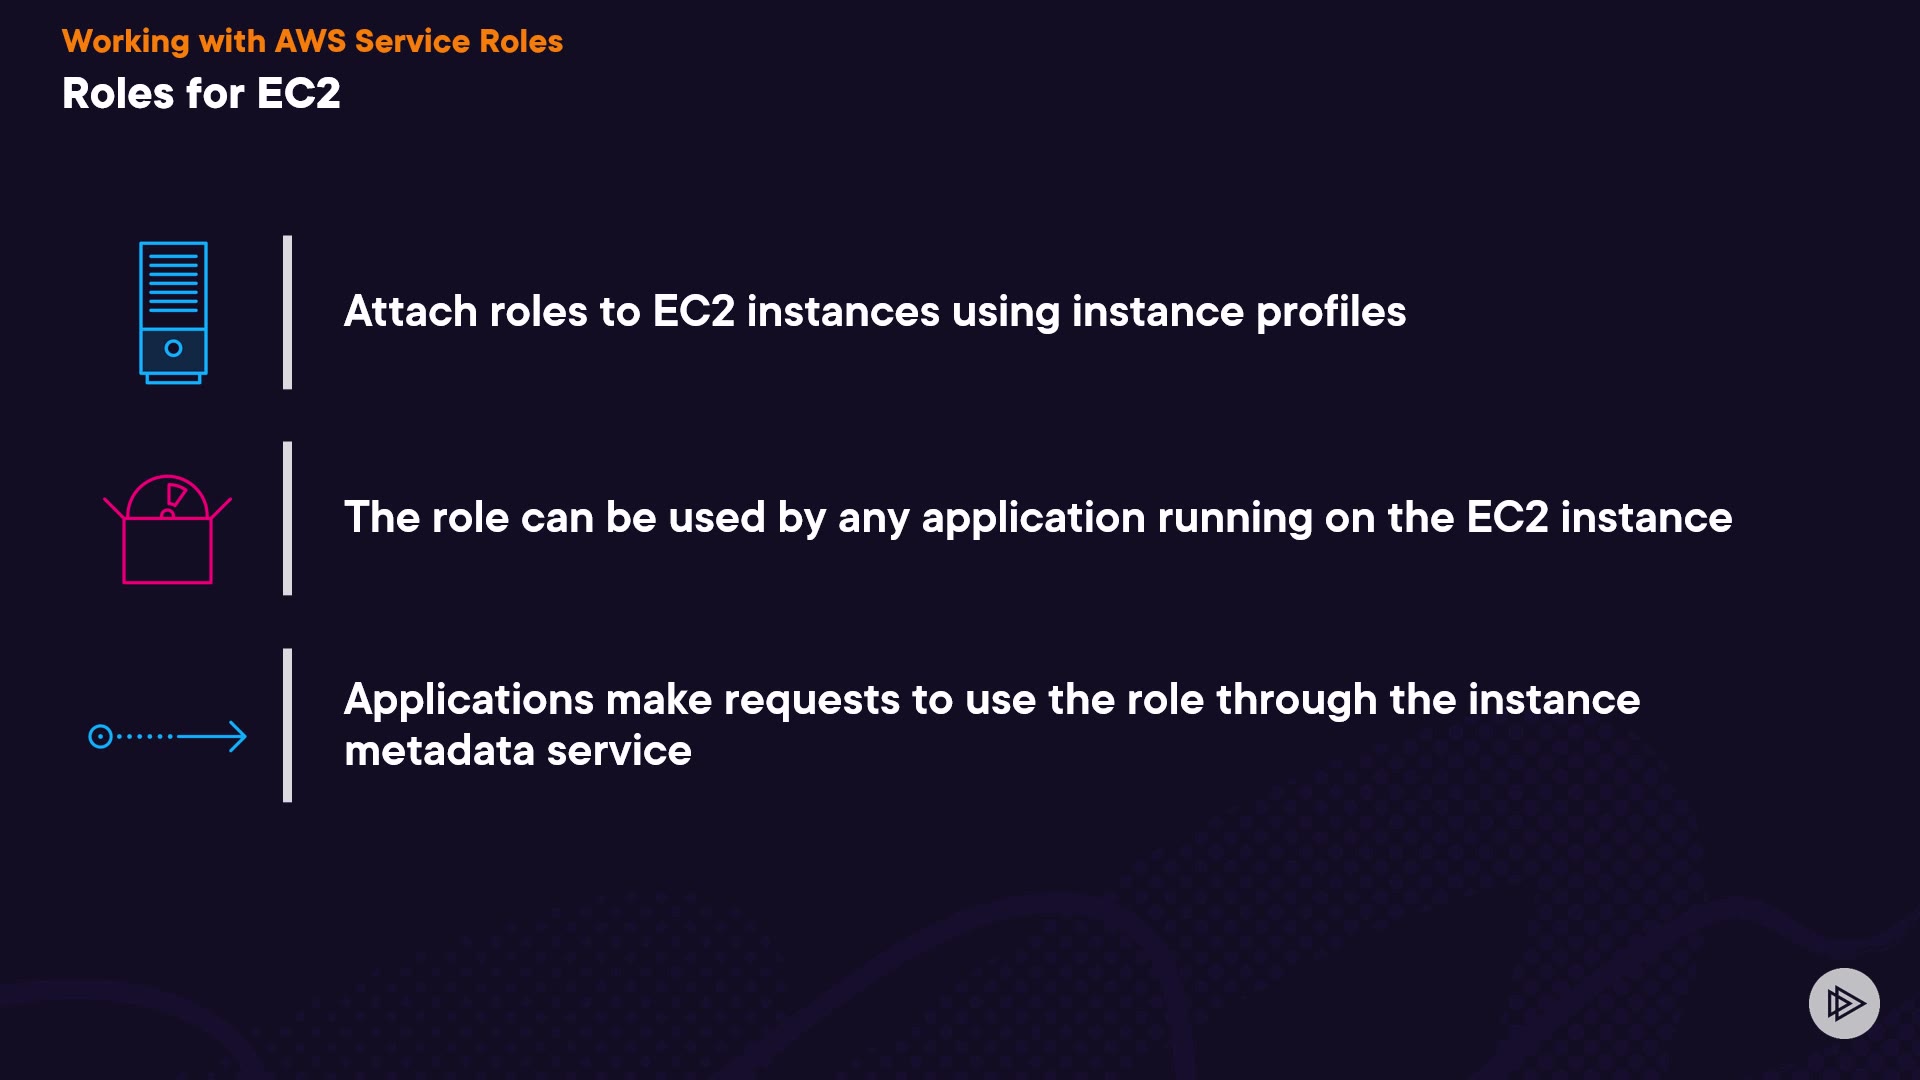 Working with AWS Service Roles
Roles for EC2
Attach roles to EC2 instances using instance profiles
The role can be used by any application running on the EC2 instance
Applications make requests to use the role through the instance
metadata service